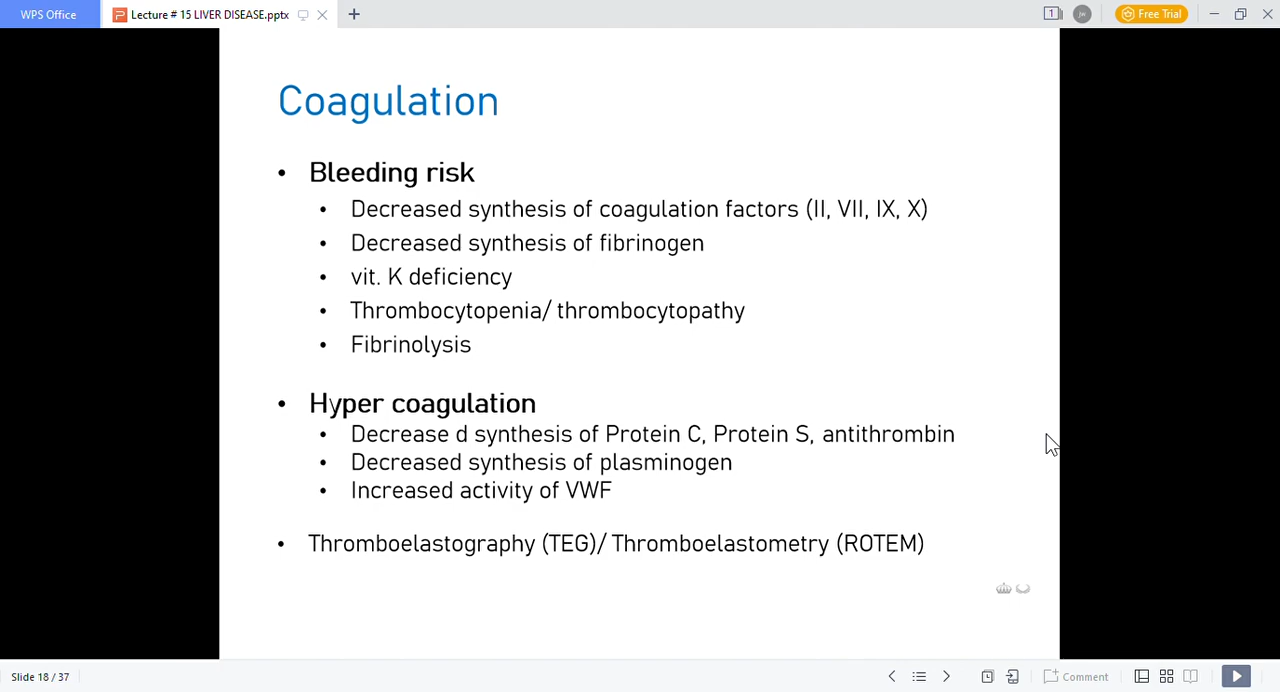 WPS Office
Lecture # 15 LIVER DISEASE.pptx
1
JW
Free Trial
Coagulation
• Bleeding risk
• Decreased synthesis of coagulation factors (II, VII, IX, X)
• Decreased synthesis of fibrinogen
• vit. K deficiency
• Thrombocytopenia/ thrombocytopathy
• Fibrinolysis
• Hyper coagulation
• Decrease d synthesis of Protein C, Protein S, antithrombin
• Decreased synthesis of plasminogen
• Increased activity of VWF
• Thromboelastography (TEG)/ Thromboelastometry (ROTEM)
Slide 18 / 37
Comment